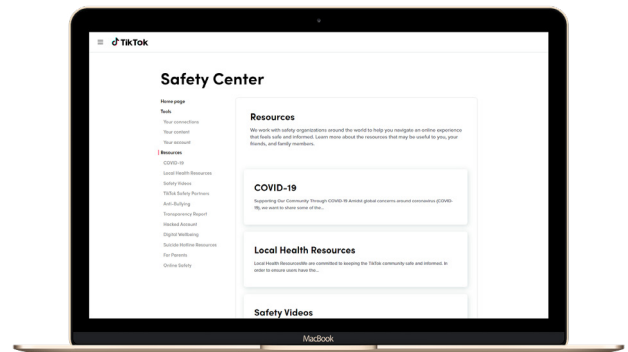 TikTok
Safety Center
Home page
Tools
Your connections
Your content
Your account
Resources
COVID-19
Local Health Resources
Safety Videos
TikTok Safety Partners
Anti-Bullying
Transparency Report
Hacked Account
Digital Wellbeing
Suicide Hotline Resources
For Parents
Online Safety
Resources
We work with safety organizations around the world to help you navigate an online experience
that feels safe and informed. Learn more about the resources that may be useful to you, your
friends, and family members.
COVID-19
Supporting Our Community Through COVID-19 Amidst global concerns around coronavirus (COVID-
19), we want to share some of the...
Local Health Resources
Local Health ResourcesWe are committed to keeping the TikTok community safe and informed. In
order to ensure users have the...
Safety Videos
MacBook